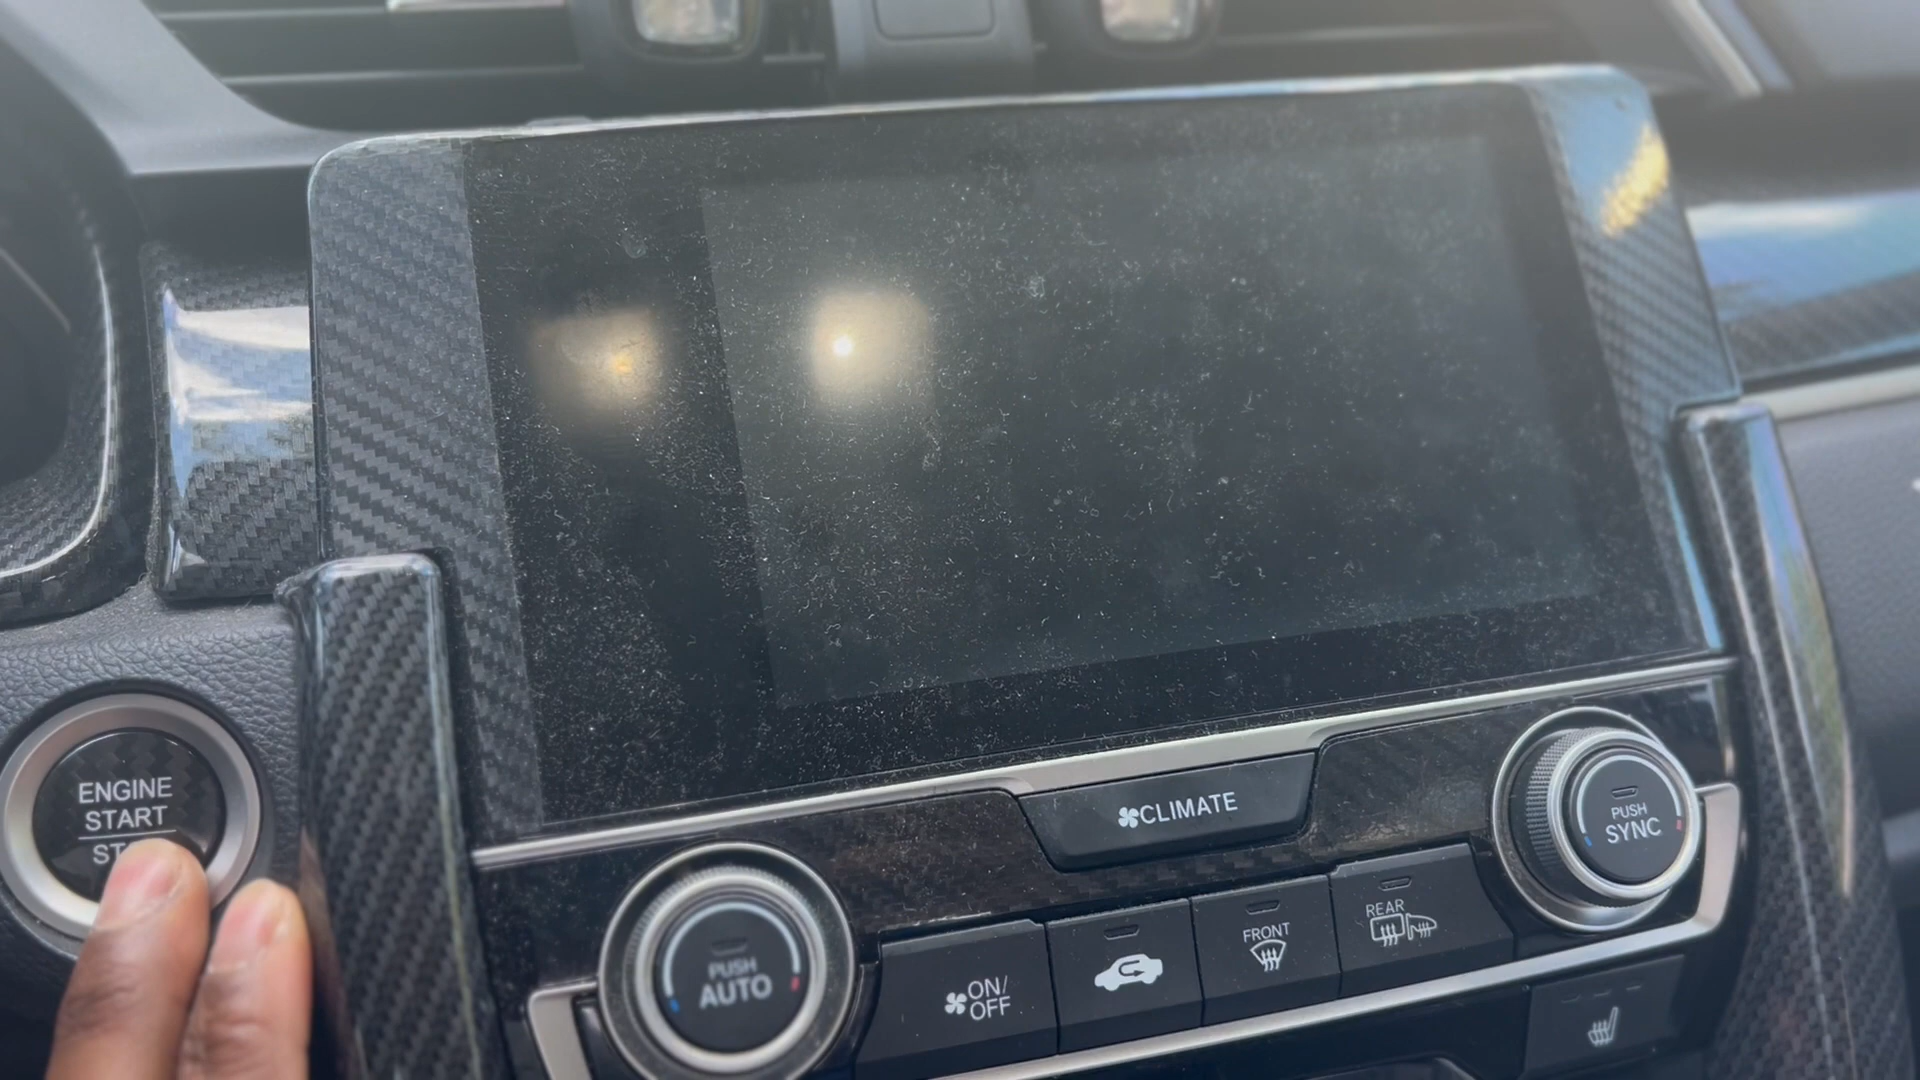 ENGINE
START
CLIMATE
PUSH
SYNC
PUSH
AUTO
ON/
OFF
FRONT
REAR